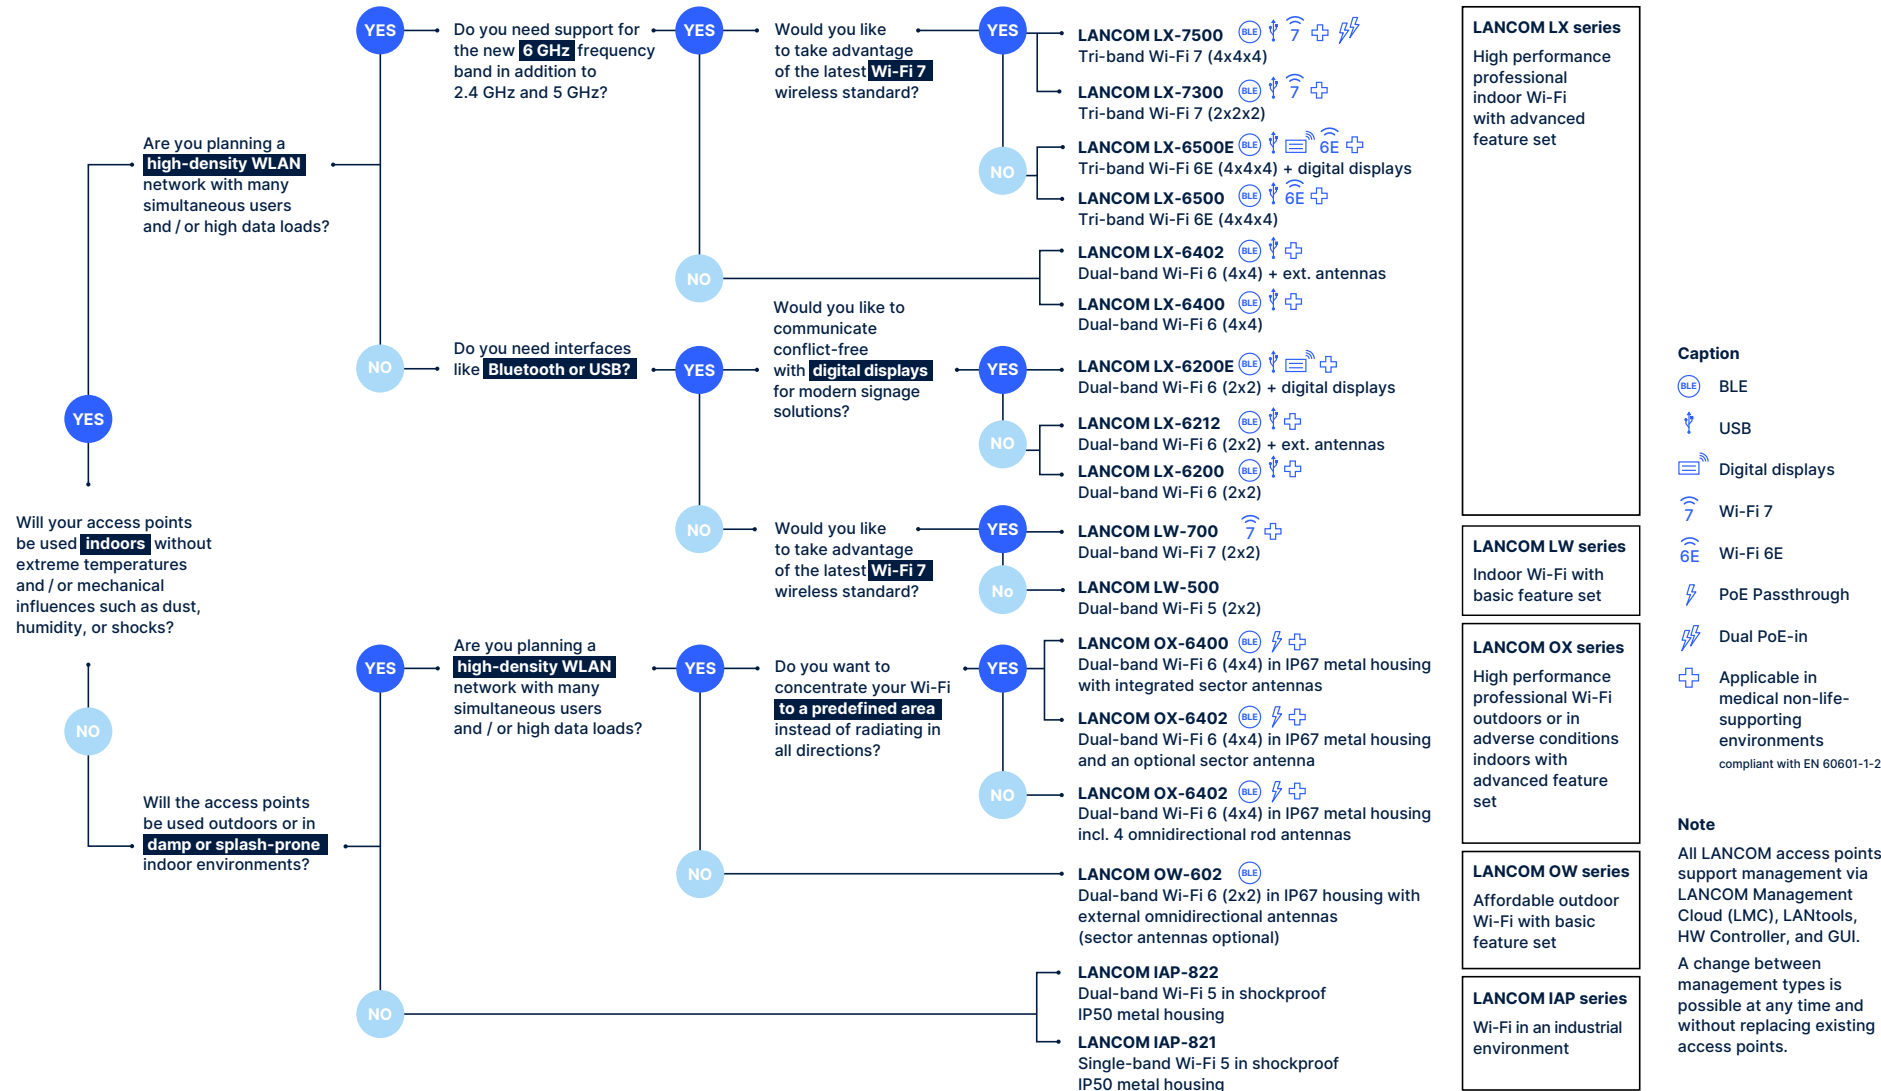 YES
Do you need support for
the new 6 GHz frequency
band in addition to
2.4 GHz and 5 GHz?
YES
Would you like
to take advantage
of the latest Wi-Fi 7
wireless standard?
YES
LANCOM LX-7500 BLE 7
Tri-band Wi-Fi 7 (4x4x4)
LANCOM LX-7300 BLE 7
Tri-band Wi-Fi 7 (2x2x2)
NO
LANCOM LX-6500E BLE 6E
Tri-band Wi-Fi 6E (4x4x4) + digital displays
LANCOM LX-6500 BLE 6E
Tri-band Wi-Fi 6E (4x4x4)
NO
LANCOM LX-6402 BLE
Dual-band Wi-Fi 6 (4x4) + ext. antennas
LANCOM LX-6400 BLE
Dual-band Wi-Fi 6 (4x4)
Are you planning a
high-density WLAN
network with many
simultaneous users
and / or high data loads?
NO
Do you need interfaces
like Bluetooth or USB?
YES
Would you like to
communicate
conflict-free
with digital displays
for modern signage
solutions?
YES
LANCOM LX-6200E BLE
Dual-band Wi-Fi 6 (2x2) + digital displays
NO
LANCOM LX-6212 BLE
Dual-band Wi-Fi 6 (2x2) + ext. antennas
LANCOM LX-6200 BLE
Dual-band Wi-Fi 6 (2x2)
NO
Would you like
to take advantage
of the latest Wi-Fi 7
wireless standard?
YES
LANCOM LW-700 7
Dual-band Wi-Fi 7 (2x2)
No
LANCOM LW-500
Dual-band Wi-Fi 5 (2x2)
YES
Will your access points
be used indoors without
extreme temperatures
and / or mechanical
influences such as dust,
humidity, or shocks?
NO
Will the access points
be used outdoors or in
damp or splash-prone
indoor environments?
YES
Are you planning a
high-density WLAN
network with many
simultaneous users
and / or high data loads?
YES
Do you want to
concentrate your Wi-Fi
to a predefined area
instead of radiating in
all directions?
YES
LANCOM OX-6400 BLE
Dual-band Wi-Fi 6 (4x4) in IP67 metal housing
with integrated sector antennas
LANCOM OX-6402 BLE
Dual-band Wi-Fi 6 (4x4) in IP67 metal housing
and an optional sector antenna
NO
LANCOM OX-6402 BLE
Dual-band Wi-Fi 6 (4x4) in IP67 metal housing
incl. 4 omnidirectional rod antennas
NO
LANCOM OW-602 BLE
Dual-band Wi-Fi 6 (2x2) in IP67 housing with
external omnidirectional antennas
(sector antennas optional)
NO
LANCOM IAP-822
Dual-band Wi-Fi 5 in shockproof
IP50 metal housing
LANCOM IAP-821
Single-band Wi-Fi 5 in shockproof
IP50 metal housing
LANCOM LX series
High performance
professional
indoor Wi-Fi
with advanced
feature set
LANCOM LW series
Indoor Wi-Fi with
basic feature set
LANCOM OX series
High performance
professional Wi-Fi
outdoors or in
adverse conditions
indoors with
advanced feature
set
LANCOM OW series
Affordable outdoor
Wi-Fi with basic
feature set
LANCOM IAP series
Wi-Fi in an industrial
environment
Caption
BLE BLE
USB
Digital displays
7 Wi-Fi 7
6E Wi-Fi 6E
PoE Passthrough
Dual PoE-in
Applicable in
medical non-life-
supporting
environments
compliant with EN 60601-1-2
Note
All LANCOM access points
support management via
LANCOM Management
Cloud (LMC), LANtools,
HW Controller, and GUI.
A change between
management types is
possible at any time and
without replacing existing
access points.